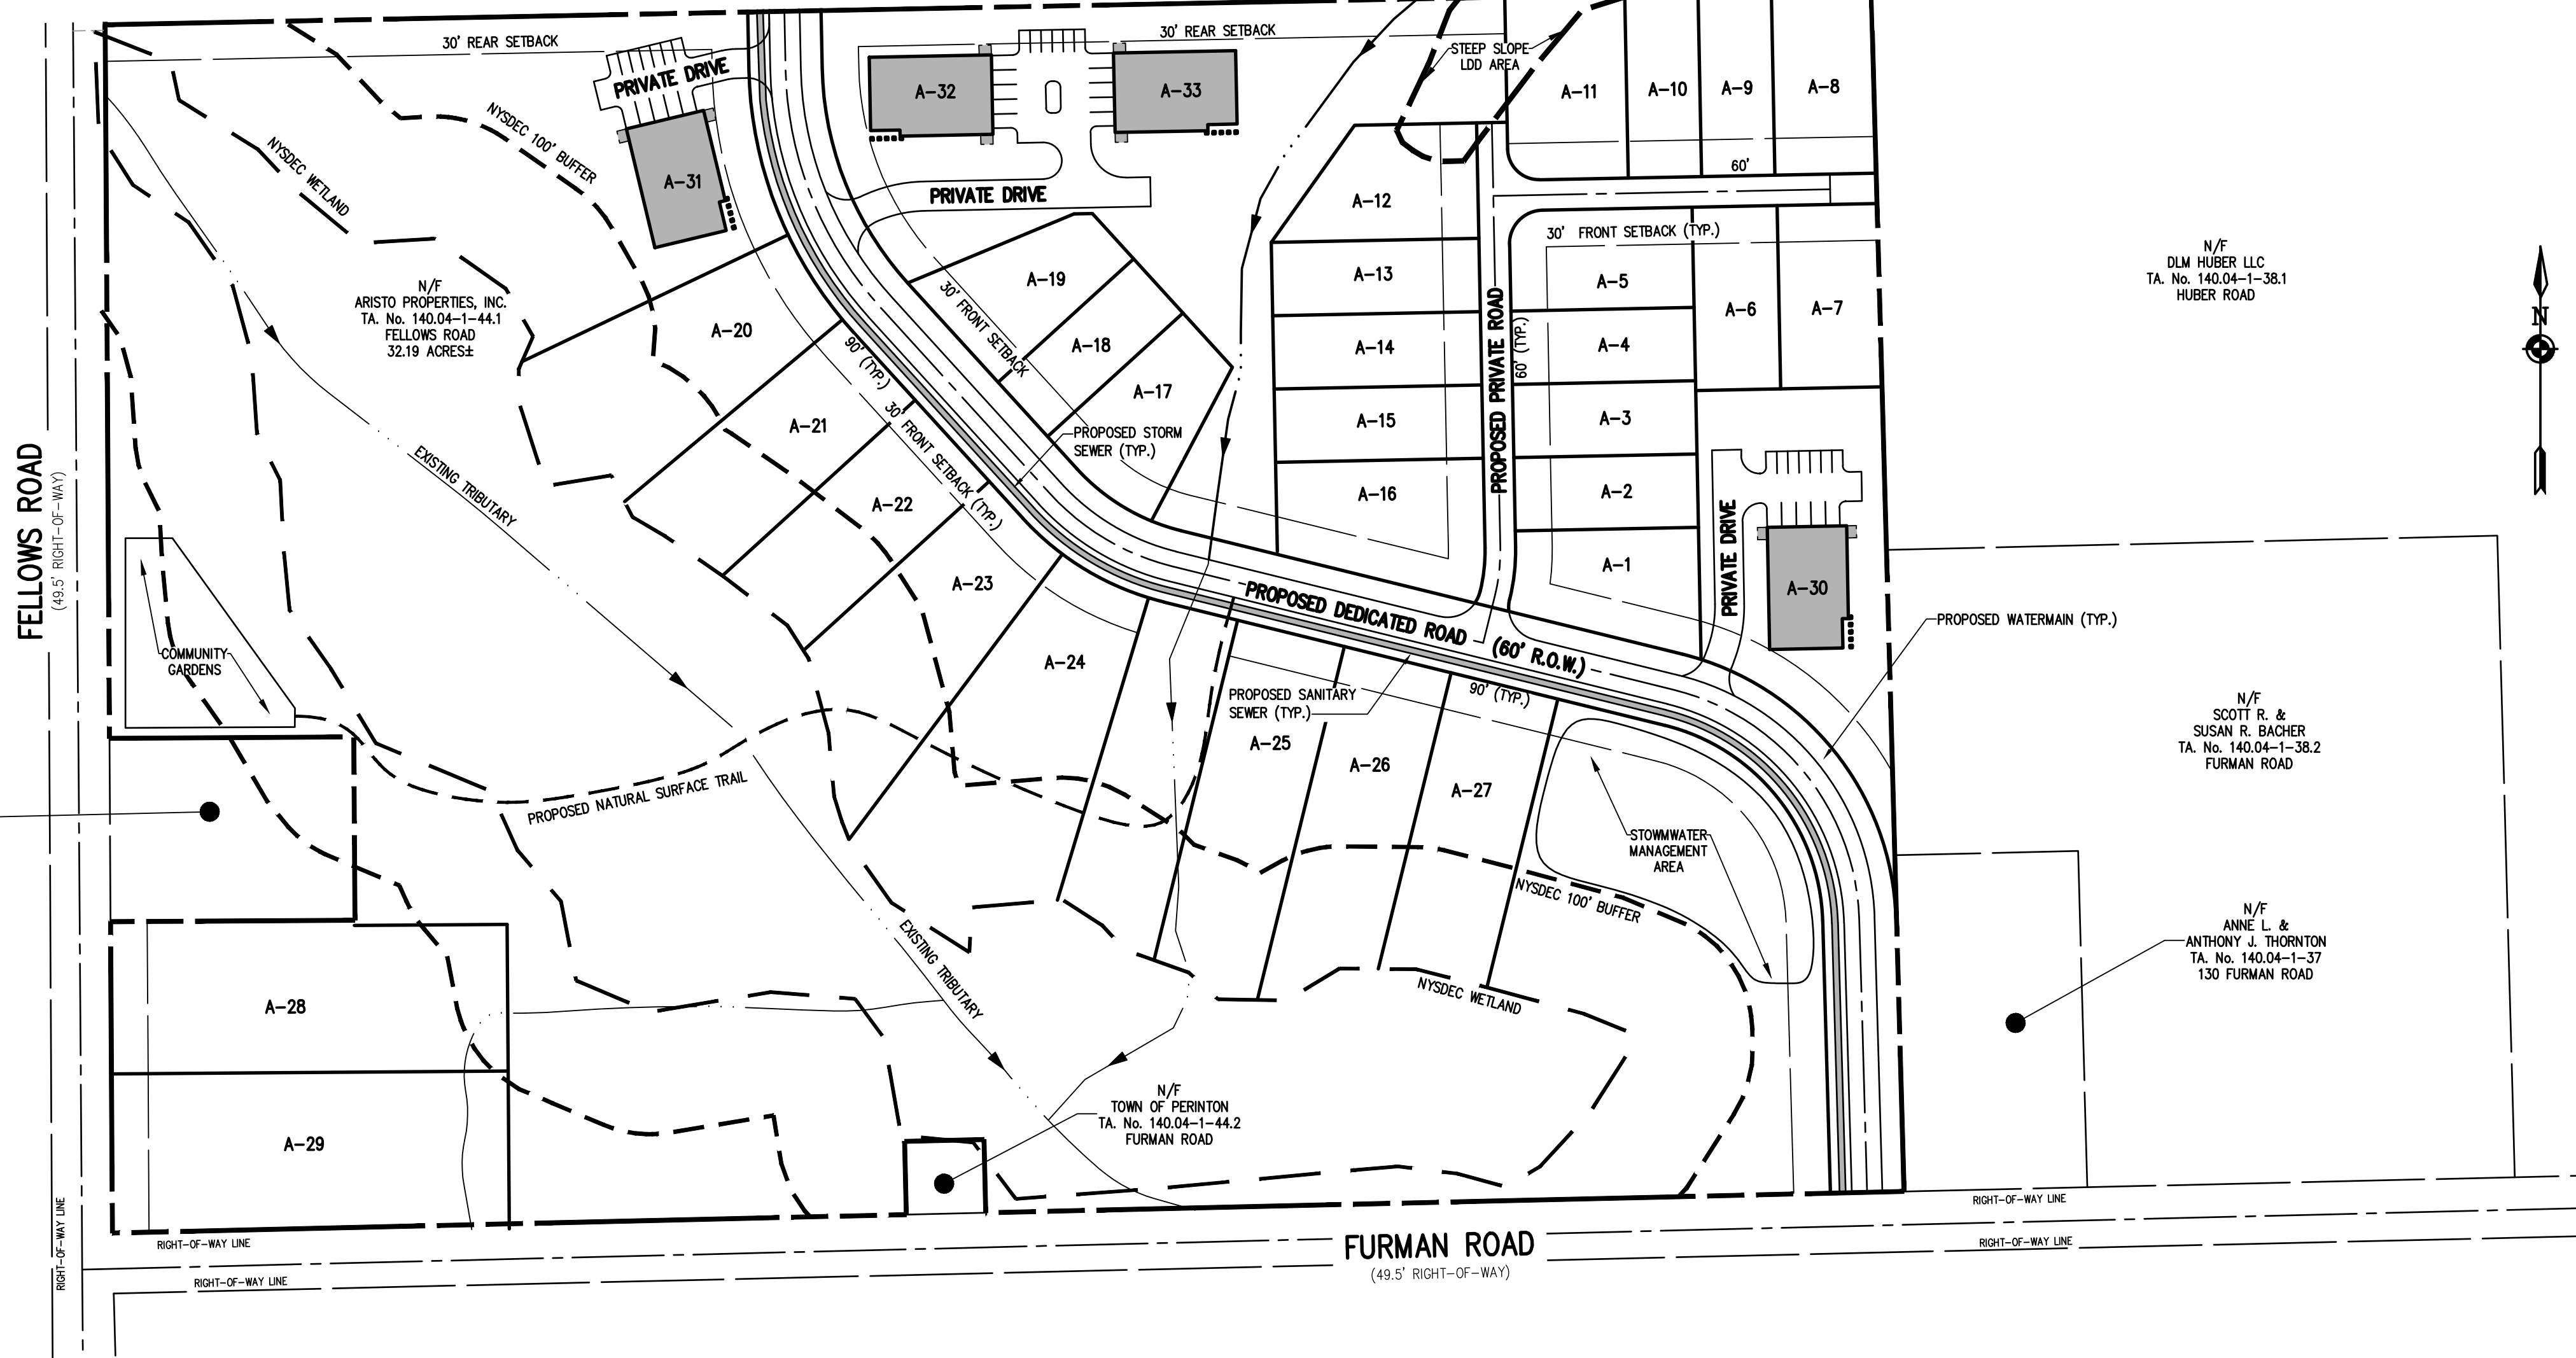 30' REAR SETBACK
30' REAR SETBACK
STEEP SLOPE
LDD AREA
PRIVATE DRIVE
A-31
A-32
A-33
PRIVATE DRIVE
A-11
A-10
A-9
A-8
60'
NYSDEC 100' BUFFER
NYSDEC WETLAND
A-12
A-13
A-14
A-15
A-16
30' FRONT SETBACK (TYP.)
A-5
A-4
A-3
A-2
A-1
A-6
A-7
PROPOSED PRIVATE ROAD
60' (TYP.)
N/F
DLM HUBER LLC
TA. No. 140.04-1-38.1
HUBER ROAD
N
N/F
ARISTO PROPERTIES, INC.
TA. No. 140.04-1-44.1
FELLOWS ROAD
32.19 ACRES±
A-19
A-18
A-17
30' FRONT SETBACK
A-20
A-21
A-22
A-23
A-24
90' (TYP.)
30' FRONT SETBACK (TYP.)
PROPOSED STORM
SEWER (TYP.)
EXISTING TRIBUTARY
FELLOWS ROAD
(49.5' RIGHT-OF-WAY)
PRIVATE DRIVE
A-30
PROPOSED DEDICATED ROAD (60' R.O.W.)
PROPOSED WATERMAIN (TYP.)
COMMUNITY
GARDENS
PROPOSED SANITARY
SEWER (TYP.)
90' (TYP.)
A-25
A-26
A-27
N/F
SCOTT R. &
SUSAN R. BACHER
TA. No. 140.04-1-38.2
FURMAN ROAD
PROPOSED NATURAL SURFACE TRAIL
STOWMWATER
MANAGEMENT
AREA
NYSDEC 100' BUFFER
N/F
ANNE L. &
ANTHONY J. THORNTON
TA. No. 140.04-1-37
130 FURMAN ROAD
EXISTING TRIBUTARY
NYSDEC WETLAND
A-28
A-29
N/F
TOWN OF PERINTON
TA. No. 140.04-1-44.2
FURMAN ROAD
RIGHT-OF-WAY LINE
RIGHT-OF-WAY LINE
RIGHT-OF-WAY LINE
RIGHT-OF-WAY LINE
RIGHT-OF-WAY LINE
FURMAN ROAD
(49.5' RIGHT-OF-WAY)